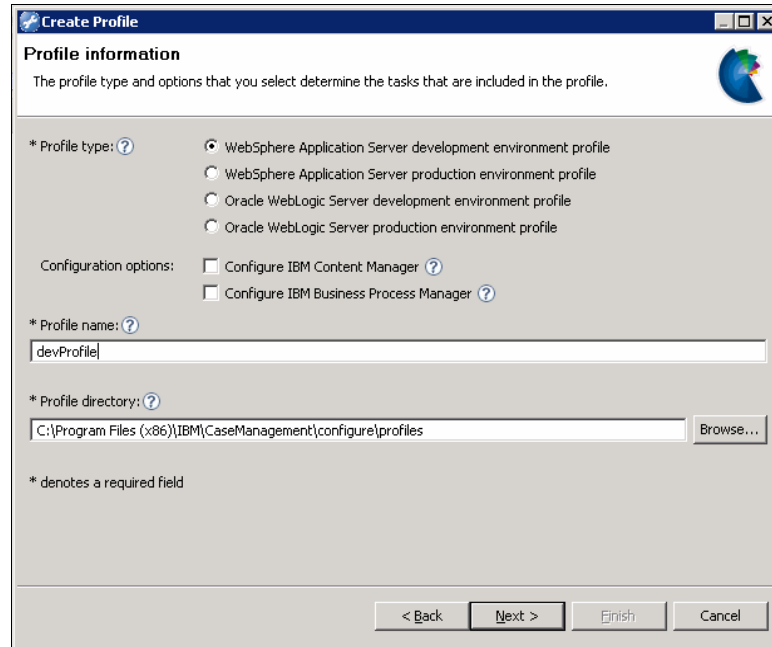 Create Profile
Profile information
The profile type and options that you select determine the tasks that are included in the profile.
* Profile type: ?
WebSphere Application Server development environment profile
WebSphere Application Server production environment profile
Oracle WebLogic Server development environment profile
Oracle WebLogic Server production environment profile
Configuration options:
Configure IBM Content Manager ?
Configure IBM Business Process Manager ?
* Profile name: ?
devProfile
* Profile directory: ?
C:\Program Files (x86)\IBM\CaseManagement\configure\profiles
Browse...
* denotes a required field
< Back
Next >
Finish
Cancel